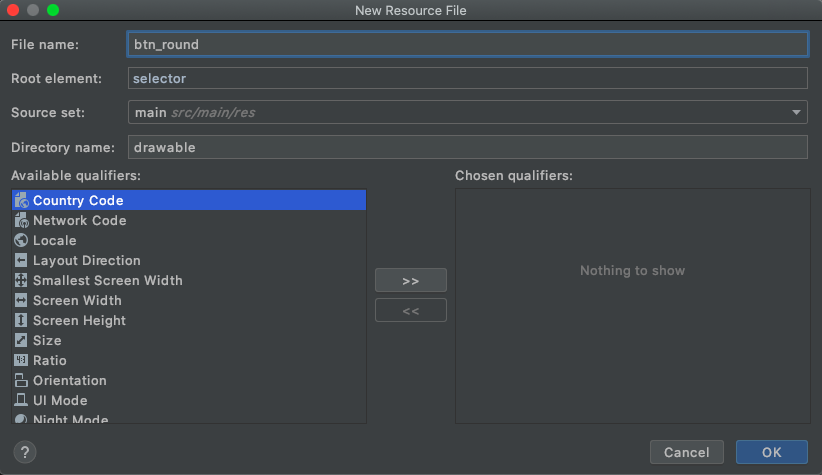 New Resource File
File name: btn_round
Root element: selector
Source set: main src/main/res
Directory name: drawable
Available qualifiers: Chosen qualifiers:
Country Code
Network Code
Locale
Layout Direction
Smallest Screen Width
Screen Width
Screen Height
Size
Ratio
Orientation
UI Mode
Night Mode
>>
<<
Nothing to show
? Cancel OK